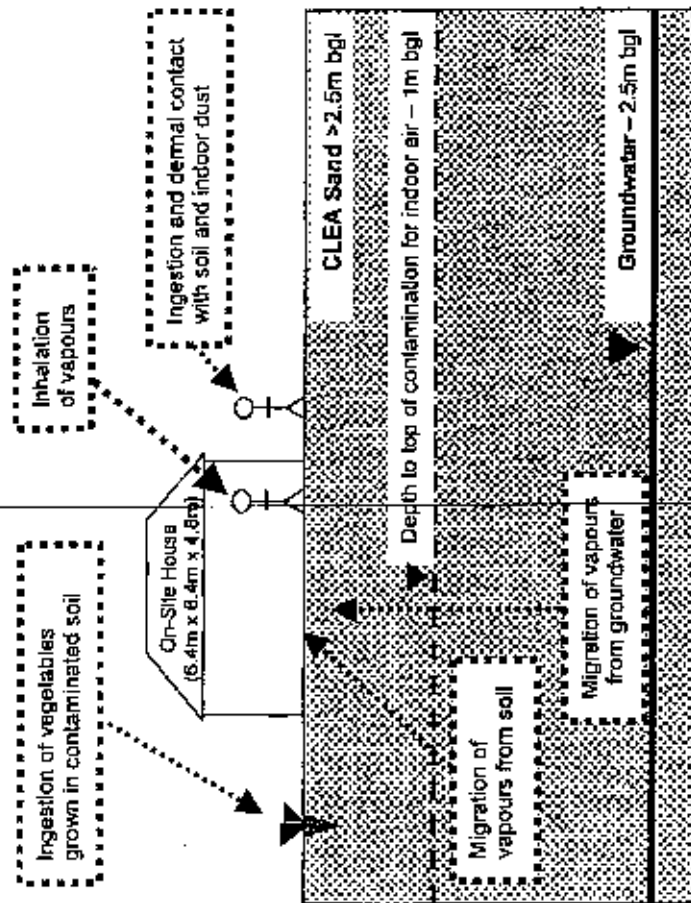 Ingestion of vegetables
grown in contaminated soil
Inhalation
of vapours
Ingestion and dermal contact
with soil and indoor dust
On-Site House
(6.4m x 6.4m x 4.8m)
CLEA Sand >2.5m bgl
Depth to top of contamination for indoor air – 1m bgl
Migration of
vapours from soil
Migration of vapours
from groundwater
Groundwater – 2.5m bgl